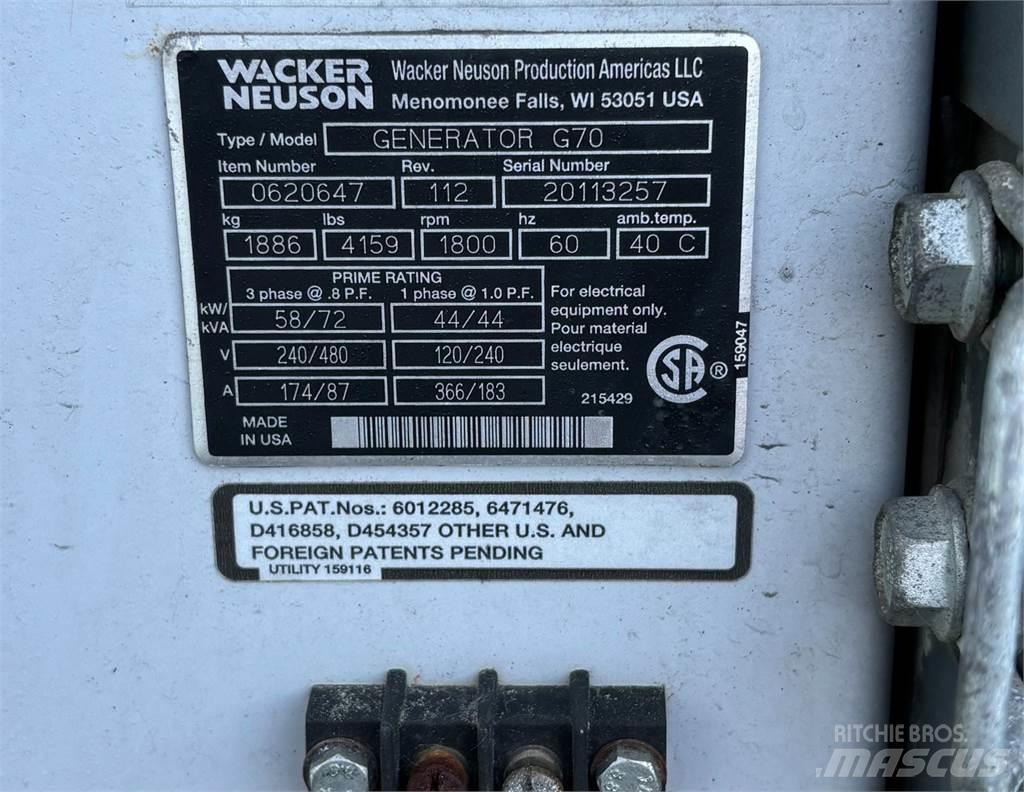 WACKER
NEUSON
Wacker Neuson Production Americas LLC
Menomonee Falls, WI 53051 USA
Type / Model GENERATOR G70
Item Number Rev. Serial Number
0620647 112 20113257
kg lbs rpm hz amb.temp.
1886 4159 1800 60 40 C
PRIME RATING
3 phase @ .8 P.F. 1 phase @ 1.0 P.F.
kW/
kVA
58/72 44/44
V 240/480 120/240
A 174/87 366/183
For electrical
equipment only.
Pour material
electrique
seulement.
215429
CSA ®
159047
MADE
IN USA
U.S.PAT.Nos.: 6012285, 6471476,
D416858, D454357 OTHER U.S. AND
FOREIGN PATENTS PENDING
UTILITY 159116
RITCHIE BROS.
MASCUS